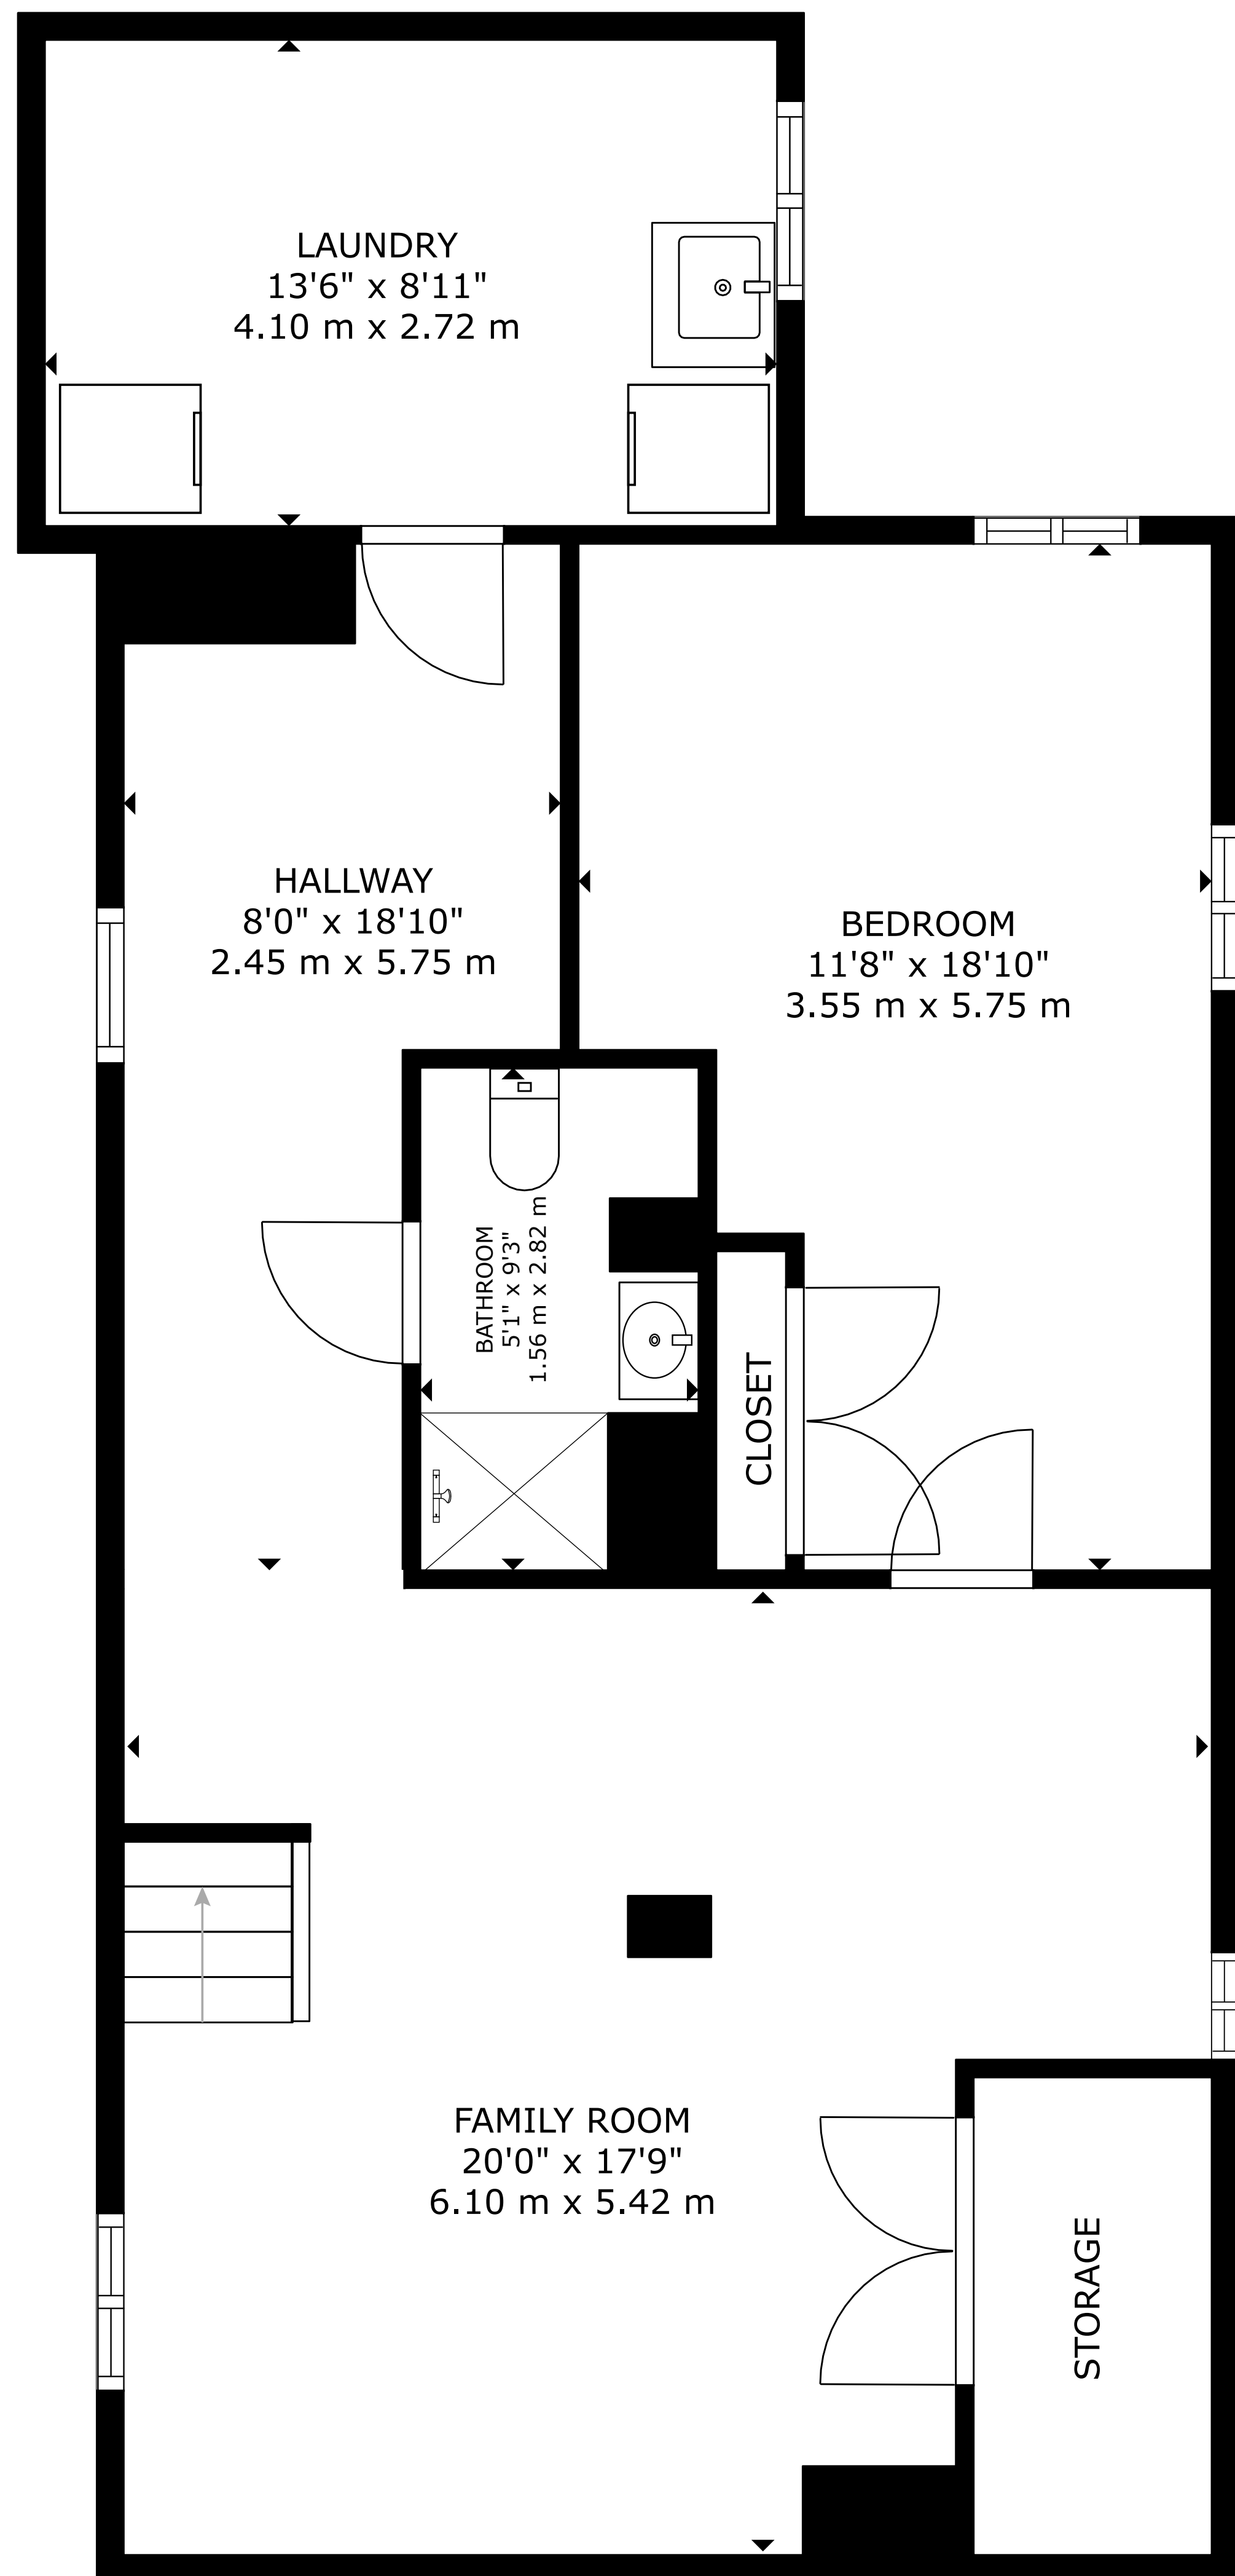 LAUNDRY
13'6" x 8'11"
4.10 m x 2.72 m
HALLWAY
8'0" x 18'10"
2.45 m x 5.75 m
BEDROOM
11'8" x 18'10"
3.55 m x 5.75 m
BATHROOM
5'1" x 9'3"
1.56 m x 2.82 m
CLOSET
FAMILY ROOM
20'0" x 17'9"
6.10 m x 5.42 m
STORAGE